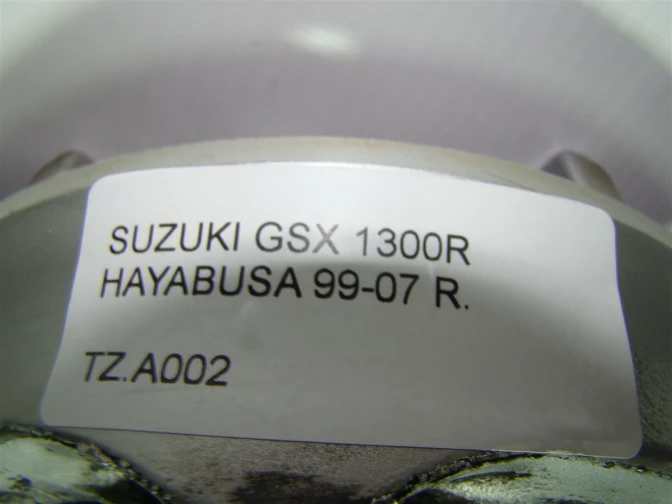 SUZUKI GSX 1300R
HAYABUSA 99-07 R.
TZ.A002